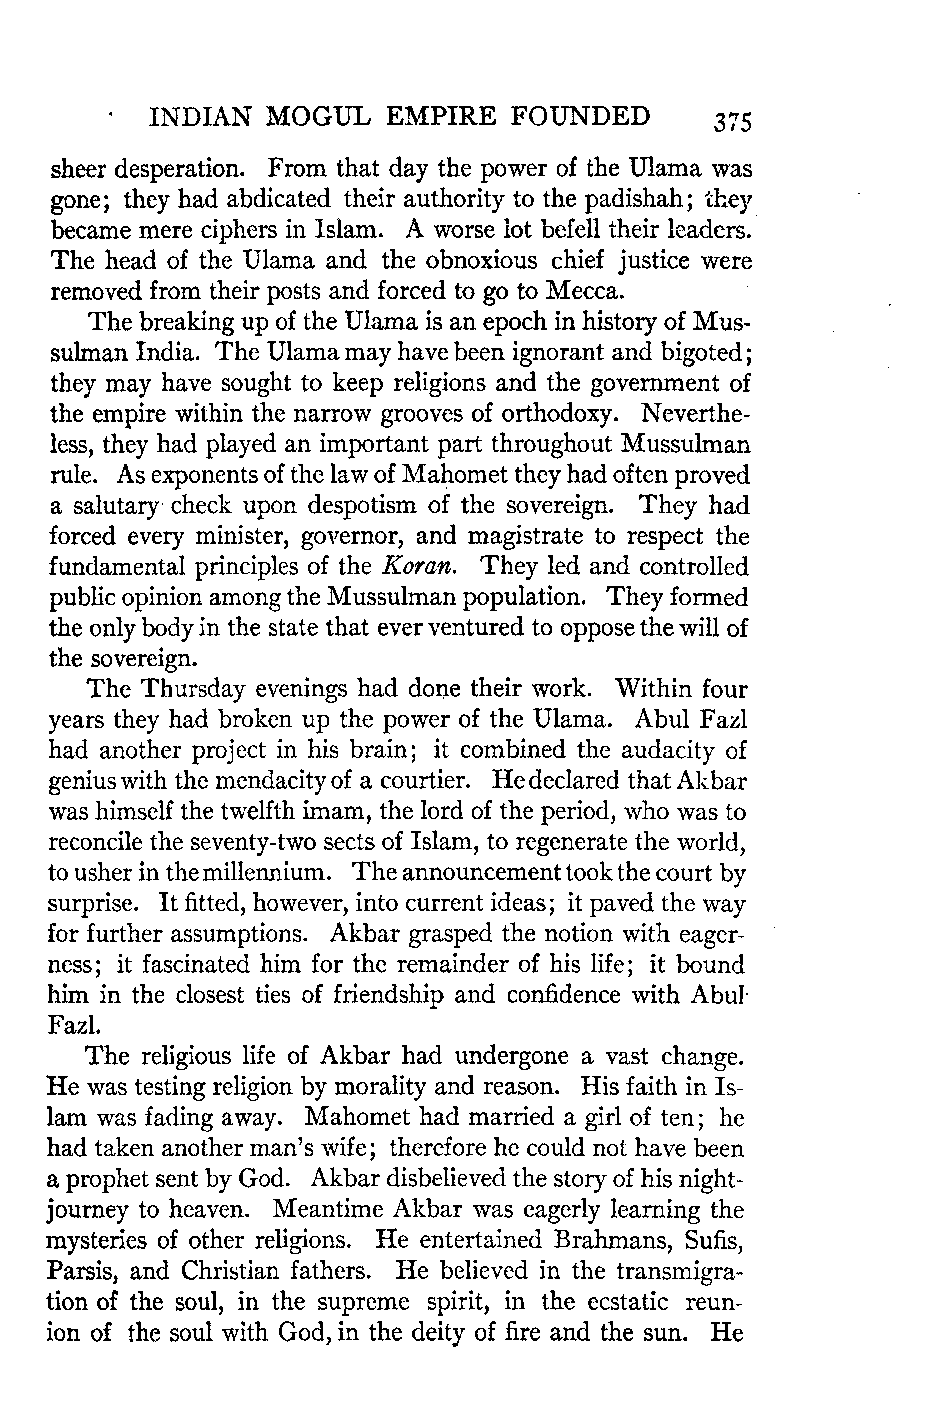 INDIAN MOGUL EMPIRE FOUNDED 375
sheer desperation. From that day the power of the Ulama was
gone; they had abdicated their authority to the padishah; they
became mere ciphers in Islam. A worse lot befell their leaders.
The head of the Ulama and the obnoxious chief justice were
removed from their posts and forced to go to Mecca.
The breaking up of the Ulama is an epoch in history of Mus-
sulman India. The Ulama may have been ignorant and bigoted;
they may have sought to keep religions and the government of
the empire within the narrow grooves of orthodoxy. Neverthe-
less, they had played an important part throughout Mussulman
rule. As exponents of the law of Mahomet they had often proved
a salutary check upon despotism of the sovereign. They had
forced every minister, governor, and magistrate to respect the
fundamental principles of the Koran. They led and controlled
public opinion among the Mussulman population. They formed
the only body in the state that ever ventured to oppose the will of
the sovereign.
The Thursday evenings had done their work. Within four
years they had broken up the power of the Ulama. Abul Fazl
had another project in his brain; it combined the audacity of
genius with the mendacity of a courtier. He declared that Akbar
was himself the twelfth imam, the lord of the period, who was to
reconcile the seventy-two sects of Islam, to regenerate the world,
to usher in the millennium. The announcement took the court by
surprise. It fitted, however, into current ideas; it paved the way
for further assumptions. Akbar grasped the notion with eager-
ness; it fascinated him for the remainder of his life; it bound
him in the closest ties of friendship and confidence with Abul
Fazl.
The religious life of Akbar had undergone a vast change.
He was testing religion by morality and reason. His faith in Is-
lam was fading away. Mahomet had married a girl of ten; he
had taken another man's wife; therefore he could not have been
a prophet sent by God. Akbar disbelieved the story of his night-
journey to heaven. Meantime Akbar was eagerly learning the
mysteries of other religions. He entertained Brahmans, Sufis,
Parsis, and Christian fathers. He believed in the transmigra-
tion of the soul, in the supreme spirit, in the ecstatic reun-
ion of the soul with God, in the deity of fire and the sun. He